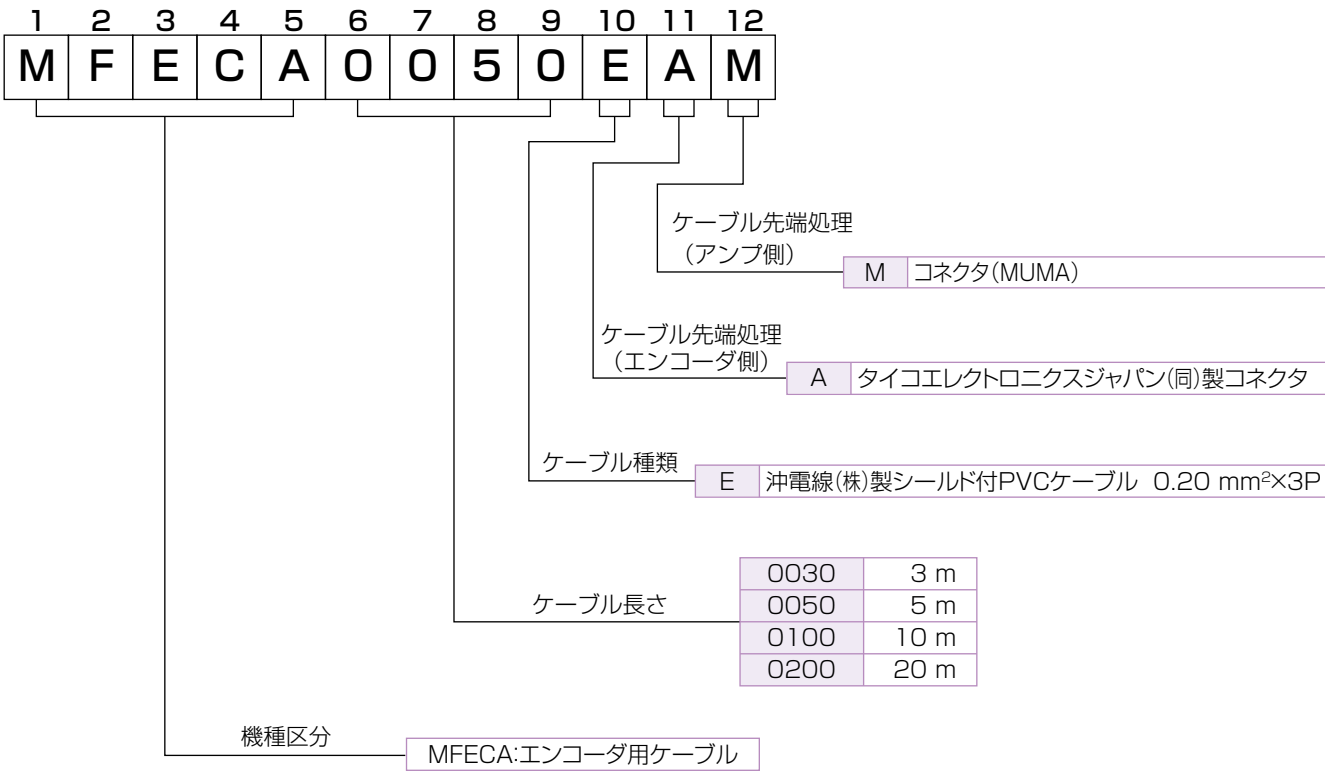 1 2 3 4 5 6 7 8 9 10 11 12
M F E C A 0 0 5 0 E A M
ケーブル先端処理
（アンプ側）
M コネクタ（MUMA）
ケーブル先端処理
（エンコーダ側）
A タイコエレクトロニクスジャパン（同）製コネクタ
ケーブル種類
E 沖電線（株）製シールド付PVCケーブル 0.20 mm²×3P
0030 3 m
ケーブル長さ
0050 5 m
0100 10 m
0200 20 m
機種区分
MFECA：エンコーダ用ケーブル